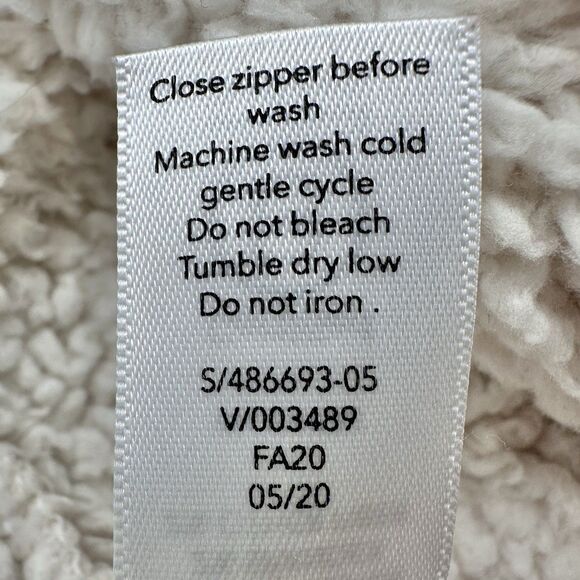 Close zipper before
wash
Machine wash cold
gentle cycle
Do not bleach
Tumble dry low
Do not iron .
S/486693-05
V/003489
FA20
05/20